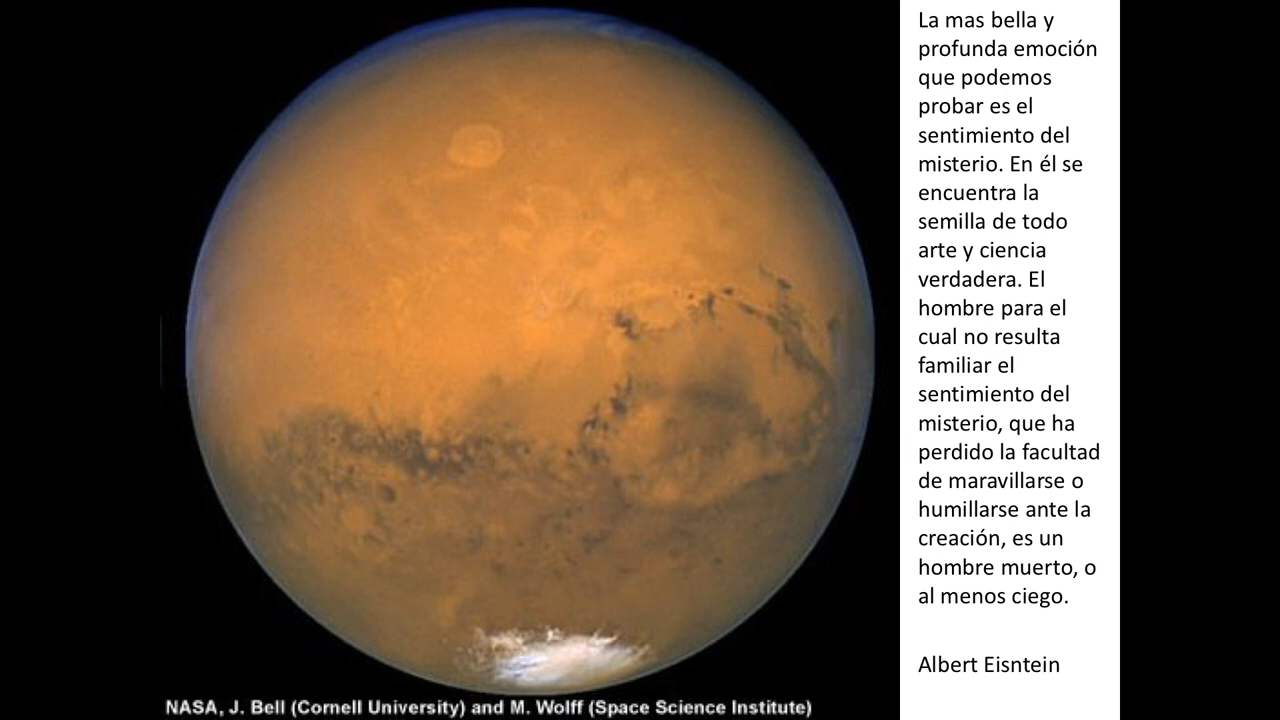 La mas bella y
profunda emoción
que podemos
probar es el
sentimiento del
misterio. En él se
encuentra la
semilla de todo
arte y ciencia
verdadera. El
hombre para el
cual no resulta
familiar el
sentimiento del
misterio, que ha
perdido la facultad
de maravillarse o
humillarse ante la
creación, es un
hombre muerto, o
al menos ciego.
Albert Eisntein
NASA, J. Bell (Cornell University) and M. Wolff (Space Science Institute)